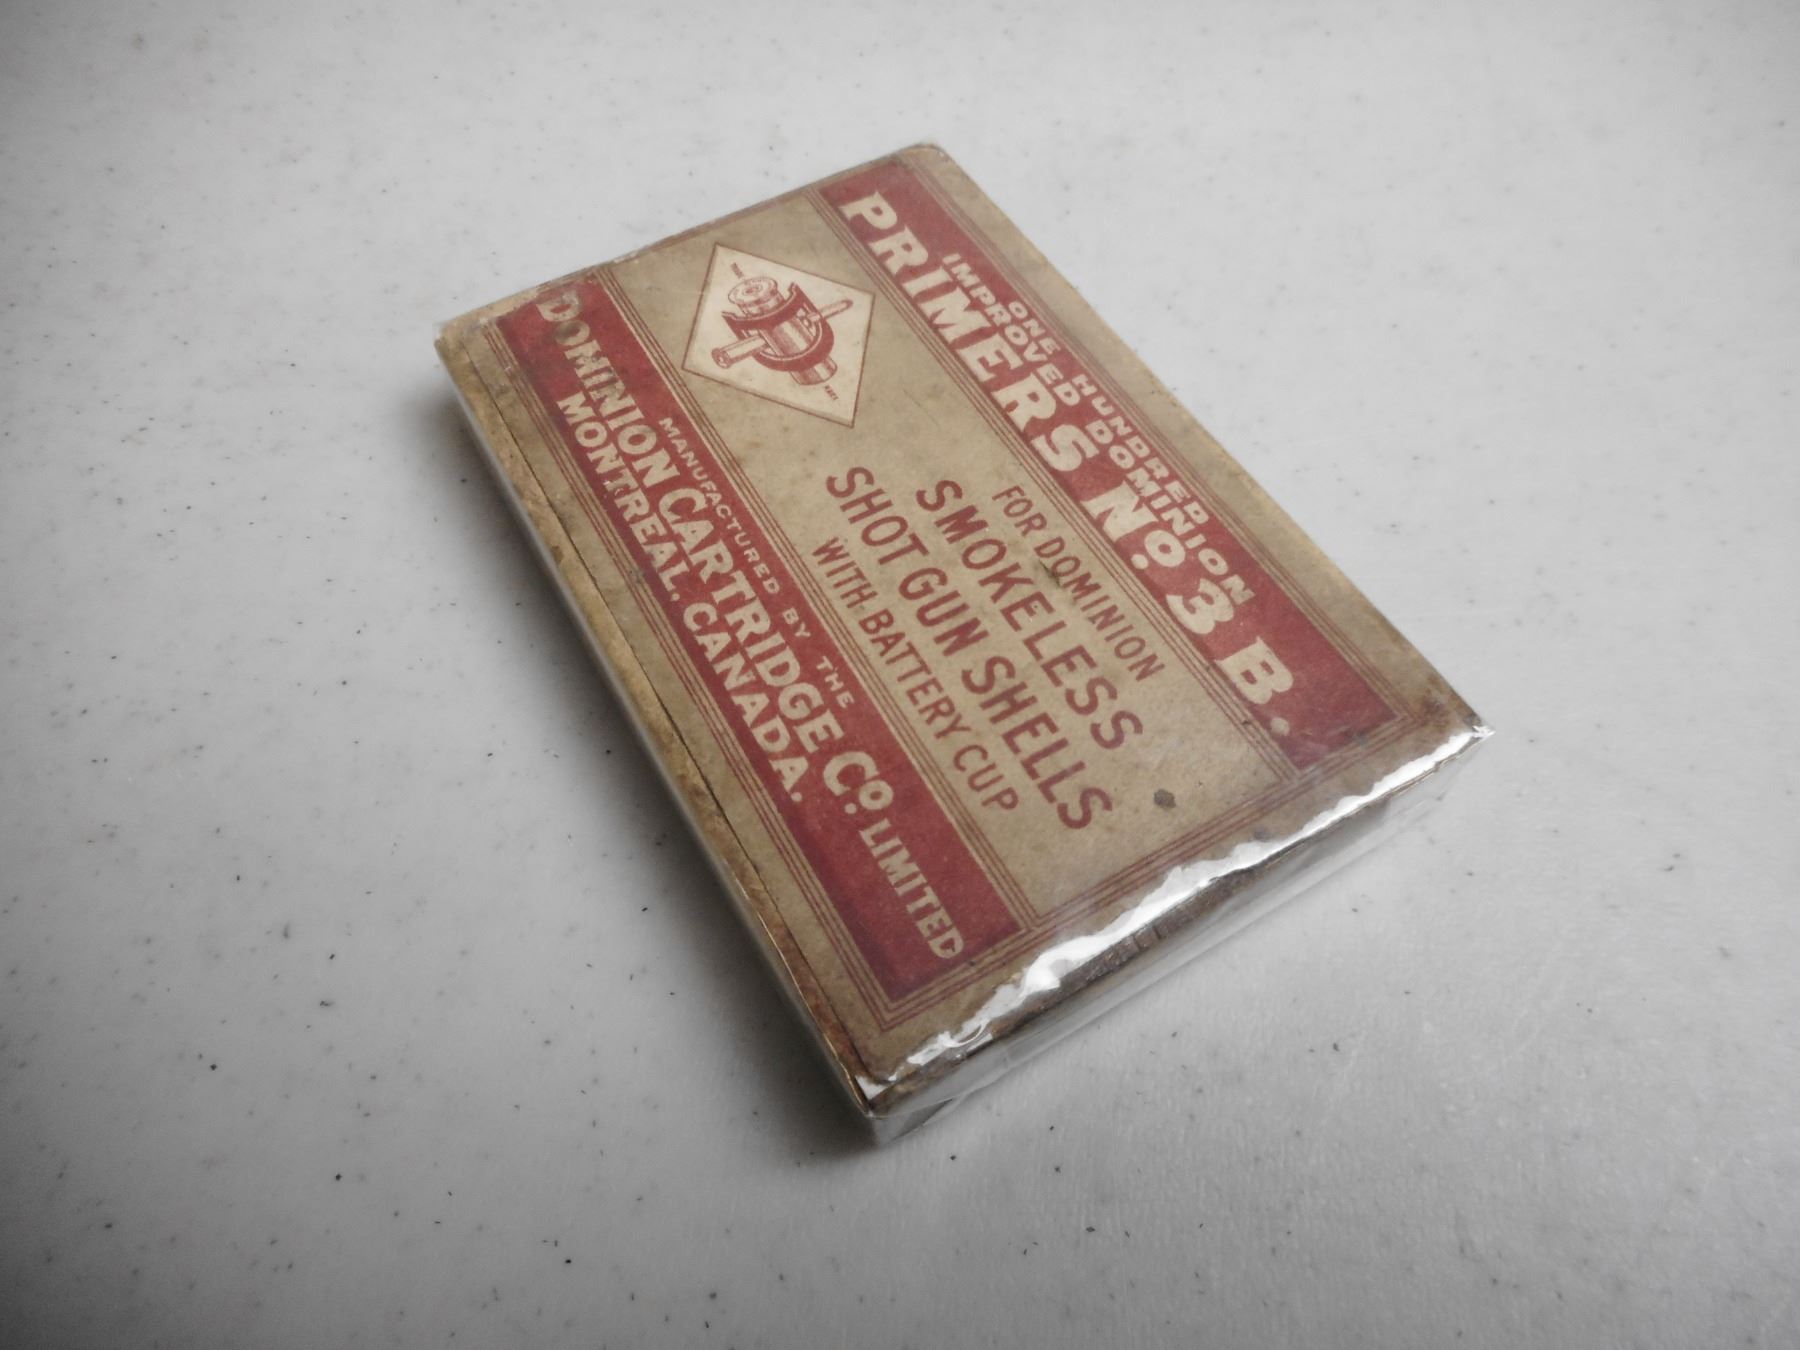 ONE HUNDRED
IMPROVED DOMINION
PRIMERS No. 3 B.
FOR DOMINION
SMOKELESS
SHOT GUN SHELLS
WITH BATTERY CUP
MANUFACTURED BY THE
DOMINION CARTRIDGE Co. LIMITED
MONTREAL, CANADA.